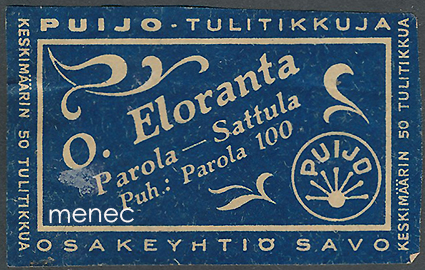 PUIJO-TULITIKKUJA
KESKIMÄÄRIN 50 TULITIKKUA
O. Eloranta
Parola—Sattula
Puh.: Parola 100
PUIJO
KESKIMÄÄRIN 50 TULITIKKUA
menec
OSAKEYHTIÖ SAVO